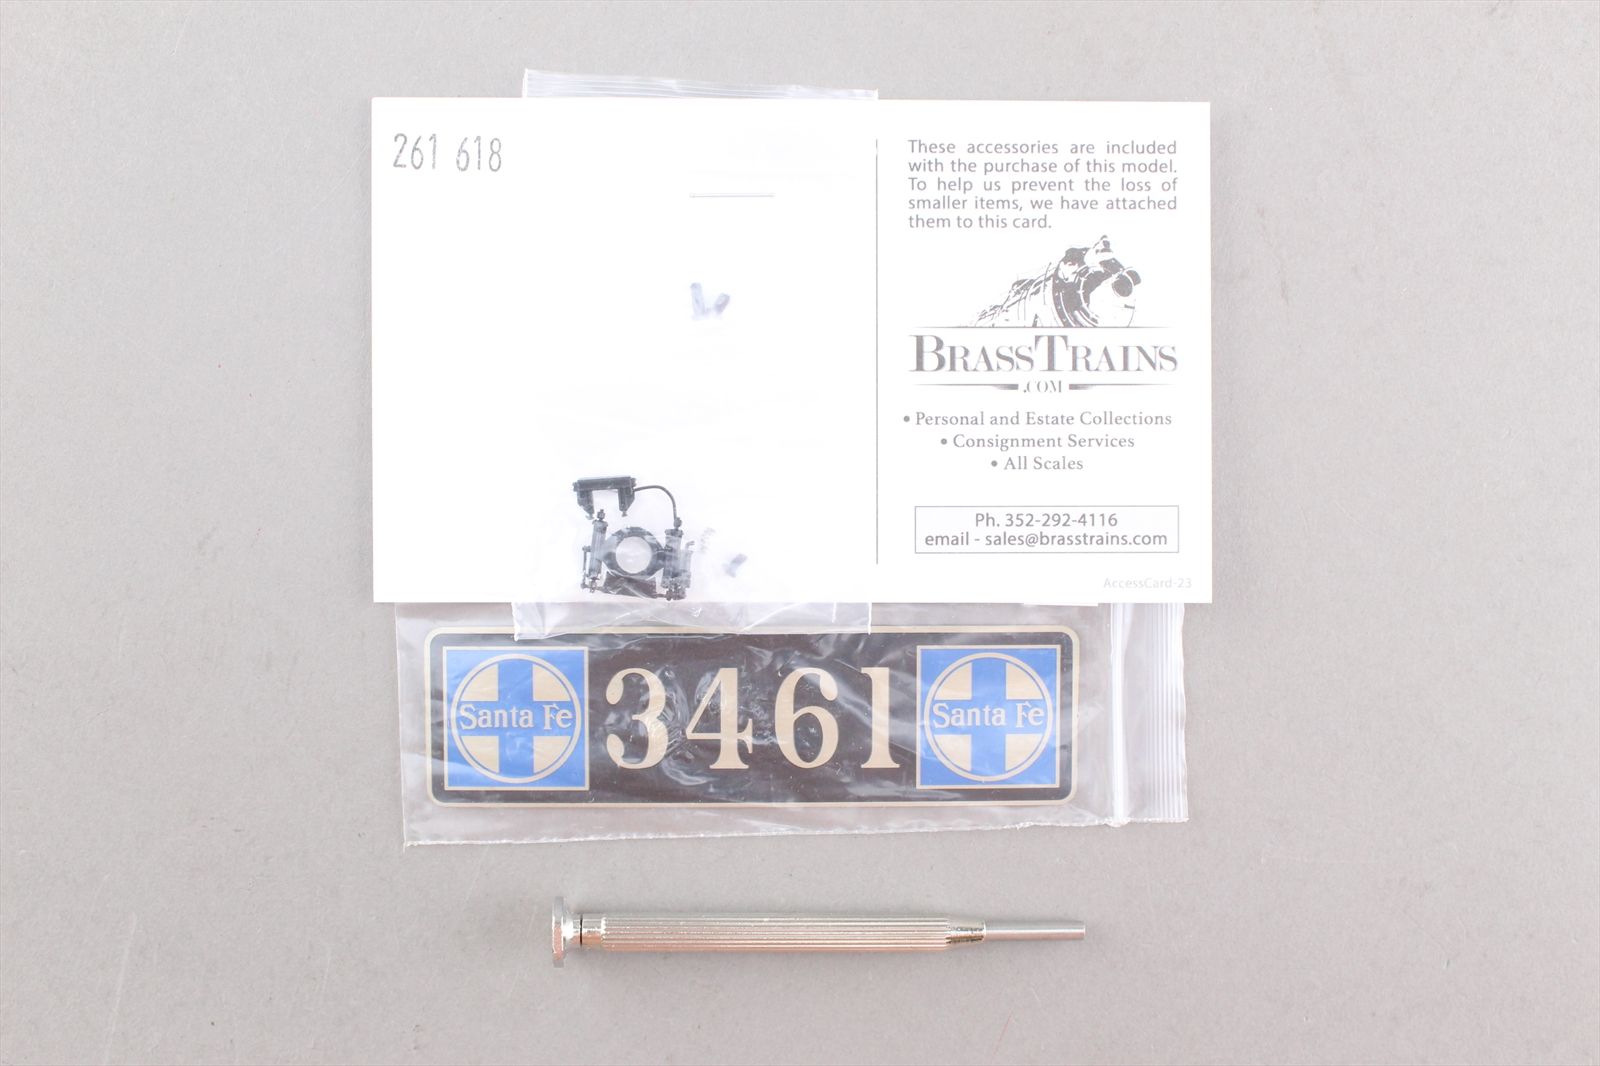 261 618
These accessories are included
with the purchase of this model.
To help us prevent the loss of
smaller items, we have attached
them to this card.
BRASSTRAINS
.COM
• Personal and Estate Collections
• Consignment Services
• All Scales
Ph. 352-292-4116
email - sales@brasstrains.com
AccessCard-23
Santa Fe
3461
Santa Fe